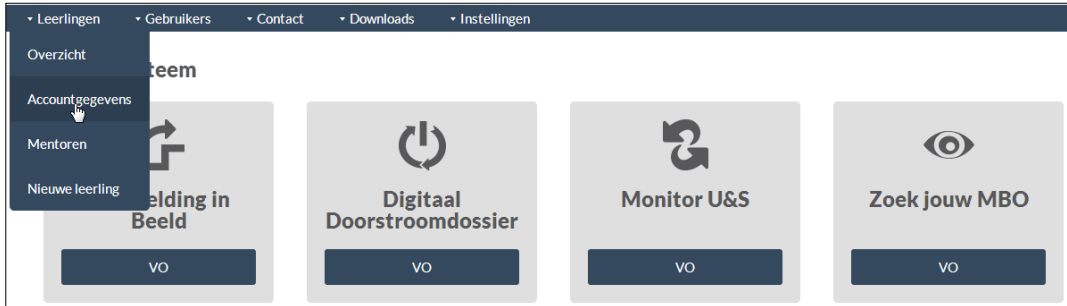 Leerlingen Gebruikers Contact Downloads Instellingen
Overzicht
teem
Accountgegevens
Mentoren
Nieuwe leerling
elding in
Beeld
Digitaal
Doorstroomdossier
Monitor U&S
Zoek jouw MBO
VO
VO
VO
VO